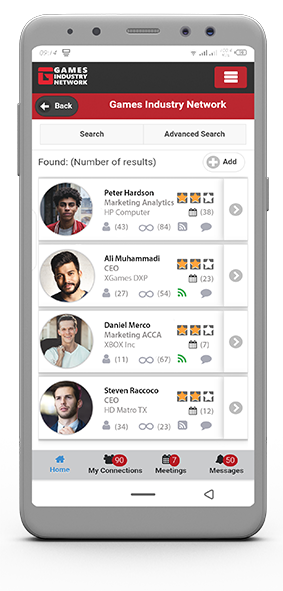 09:44
GAMES
INDUSTRY
NETWORK
Back
Games Industry Network
Search
Advanced Search
Found: (Number of results)
Add
Peter Hardson
Marketing Analytics
HP Computer
(38)
(43)
(84)
Ali Muhammadi
CEO
XGames DXP
(23)
(27)
(54)
Daniel Merco
Marketing ACCA
XBOX Inc
(7)
(11)
(67)
Steven Raccoco
CEO
HD Matro TX
(12)
(34)
(23)
90
7
50
Home
My Connections
Meetings
Messages